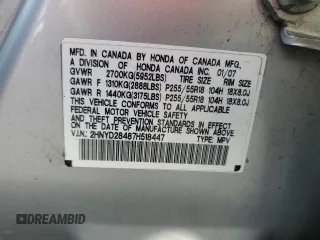 MFD. IN CANADA BY HONDA OF CANADA MFG.,
A DIVISION OF HONDA CANADA INC. 01/07
GVWR 2700KG(5952LBS) TIRE SIZE RIM SIZE
GAWR F 1310KG(2888LBS) P255/55R18 104H 18X8.0J
GAWR R 1440KG(3175LBS) P255/55R18 104H 18X8.0J
THIS VEHICLE CONFORMS TO ALL APPLICABLE
FEDERAL MOTOR VEHICLE SAFETY
AND THEFT PREVENTION STANDARDS IN EFFECT
ON THE DATE OF MANUFACTURE SHOWN ABOVE.
V.I.N.: 2HNYD28487H518447 TYPE: MPV
© DREAMBID.COM